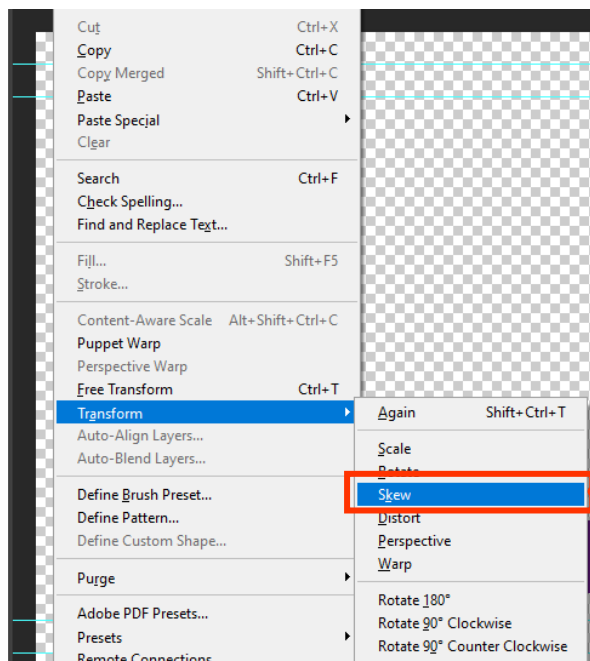 Cut Ctrl+X
Copy Ctrl+C
Copy Merged Shift+Ctrl+C
Paste Ctrl+V
Paste Special
Clear
Search Ctrl+F
Check Spelling...
Find and Replace Text...
Fill... Shift+F5
Stroke...
Content-Aware Scale Alt+Shift+Ctrl+C
Puppet Warp
Perspective Warp
Free Transform Ctrl+T
Transform
Auto-Align Layers...
Auto-Blend Layers...
Define Brush Preset...
Define Pattern...
Define Custom Shape...
Purge
Adobe PDF Presets...
Presets
Remote Connections
Again Shift+Ctrl+T
Scale
Rotate
Skew
Distort
Perspective
Warp
Rotate 180°
Rotate 90° Clockwise
Rotate 90° Counter Clockwise